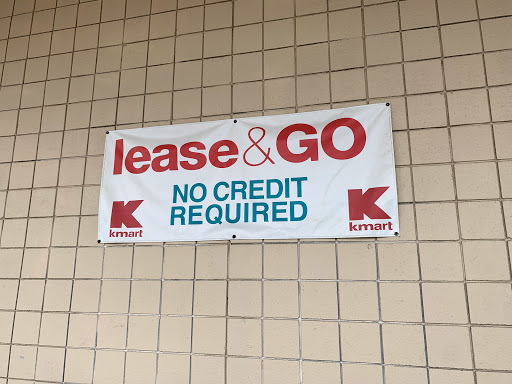 lease & GO
NO CREDIT
REQUIRED
K
kmart
K
kmart